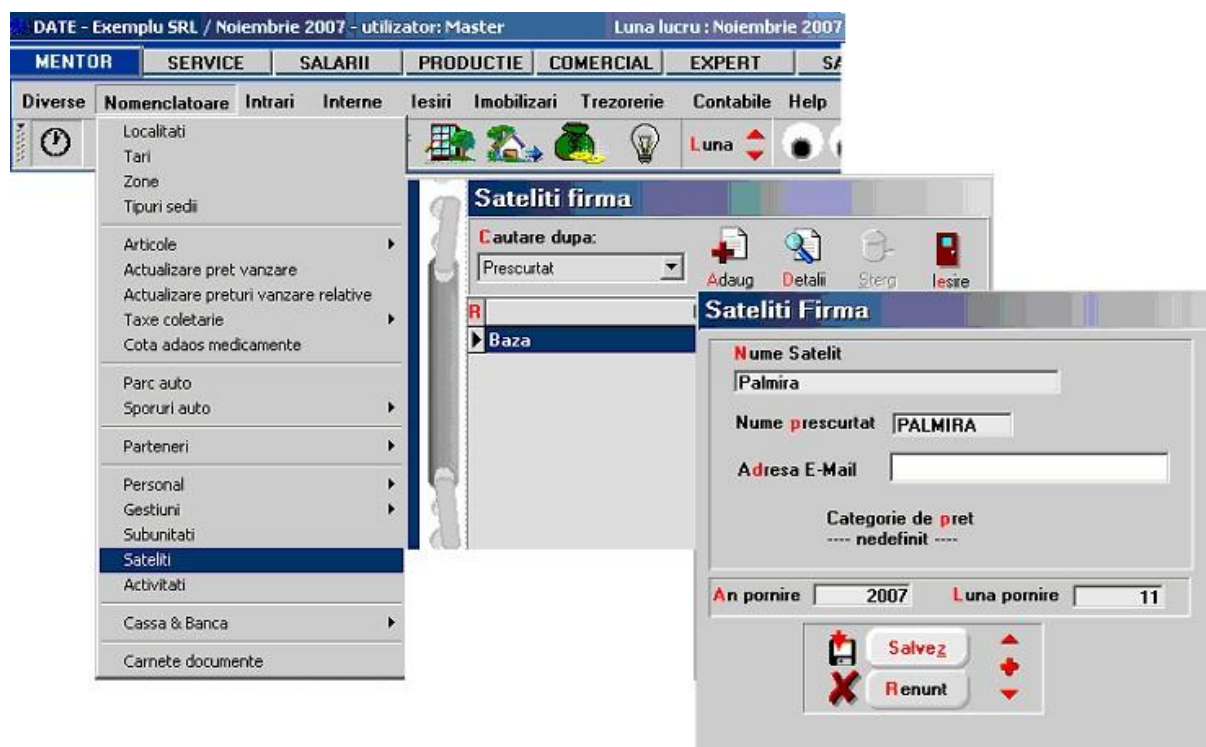 DATE - Exemplu SRL / Noiembrie 2007 - utilizator: Master Luna lucru : Noiembrie 2007
MENTOR SERVICE SALARII PRODUCTIE COMERCIAL EXPERT
Diverse Nomenclatoare Intrari Interne Iesiri Imobilizari Trezorerie Contabile Help
Luna
Localitati
Tari
Zone
Tipuri sedii
Articole
Actualizare pret vanzare
Actualizare preturi vanzare relative
Taxe coletarie
Cota adaos medicamente
Parc auto
Sporuri auto
Parteneri
Personal
Gestiuni
Subunitati
Sateliti
Activitati
Cassa & Banca
Carnete documente
Sateliti firma
Cautare dupa:
Prescurtat
Adaug Detalii Sterg Iesire
R
Baza
Sateliti Firma
Nume Satelit
Palmira
Nume prescurtat PALMIRA
Adresa E-Mail
Categorie de pret
---- nedefinit ----
An pornire 2007 Luna pornire 11
Salvez
Renunt